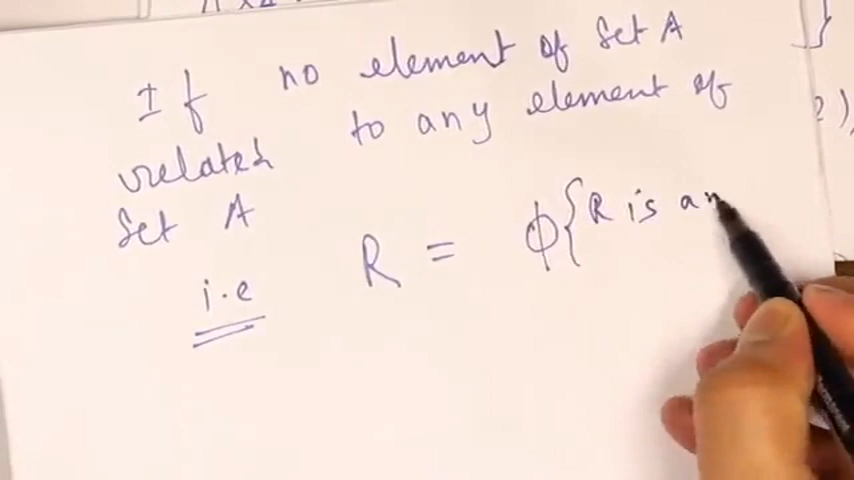 If no element of Set A
related to any element of
Set A
i.e R = ϕ{R is an